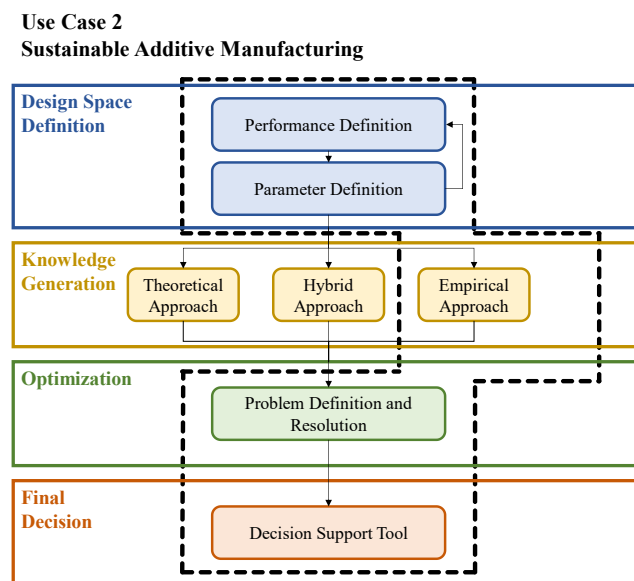 Use Case 2
Sustainable Additive Manufacturing
Design Space
Definition
Performance Definition
Parameter Definition
Knowledge
Generation
Theoretical
Approach
Hybrid
Approach
Empirical
Approach
Optimization
Problem Definition and
Resolution
Final
Decision
Decision Support Tool